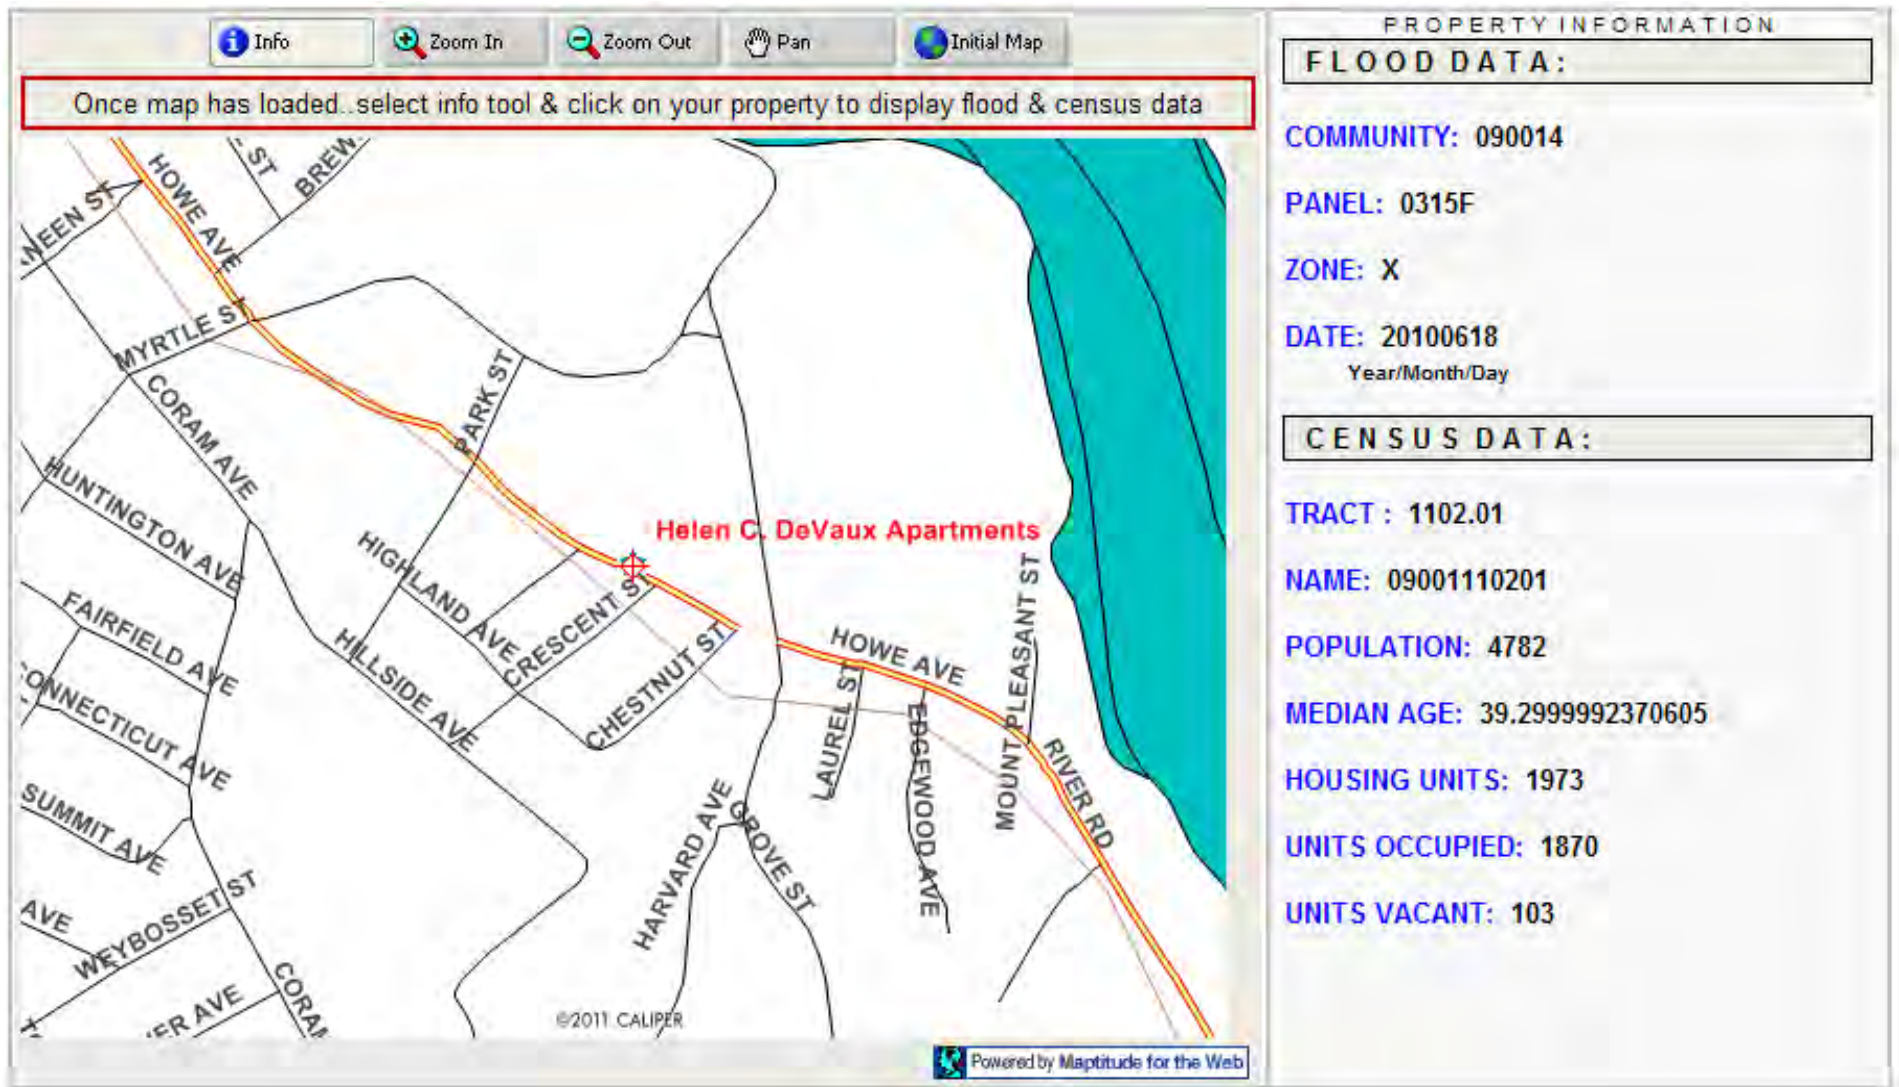 Info
Zoom In
Zoom Out
Pan
Initial Map
Once map has loaded..select info tool & click on your property to display flood & census data
HOWE AVE
ST
BREW
NEEN ST
MYRTLE ST
CORAM AVE
PARK ST
HUNTINGTON AVE
Helen C. DeVaux Apartments
HIGHLAND AVE
CRESCENT ST
MOUNT PLEASANT ST
FAIRFIELD AVE
HILLSIDE AVE
CHESTNUT ST
HOWE AVE
LAUREL ST
EDGEWOOD AVE
RIVER RD
ONNECTICUT AVE
SUMMIT AVE
HARVARD AVE
GROVE ST
AVE
WEYBOSSET ST
CORAM
ER AVE
©2011 CALIPER
Powered by Maptitude for the Web
PROPERTY INFORMATION
FLOOD DATA:
COMMUNITY: 090014
PANEL: 0315F
ZONE: X
DATE: 20100618
Year/Month/Day
CENSUS DATA:
TRACT : 1102.01
NAME: 09001110201
POPULATION: 4782
MEDIAN AGE: 39.2999992370605
HOUSING UNITS: 1973
UNITS OCCUPIED: 1870
UNITS VACANT: 103